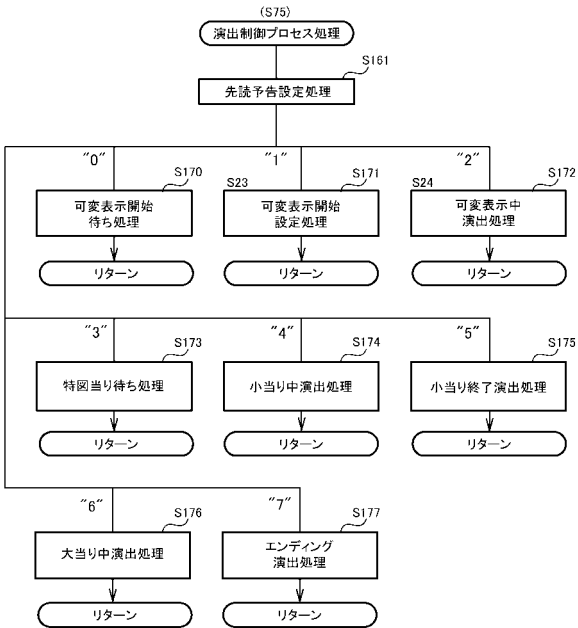 (S75)
演出制御プロセス処理
S161
先読予告設定処理
"0"
"1"
"2"
S170
S23
S171
S24
S172
可変表示開始
待ち処理
可変表示開始
設定処理
可変表示中
演出処理
リターン
リターン
リターン
"3"
"4"
"5"
S173
S174
S175
特図当り待ち処理
小当り中演出処理
小当り終了演出処理
リターン
リターン
リターン
"6"
"7"
S176
S177
大当り中演出処理
エンディング
演出処理
リターン
リターン